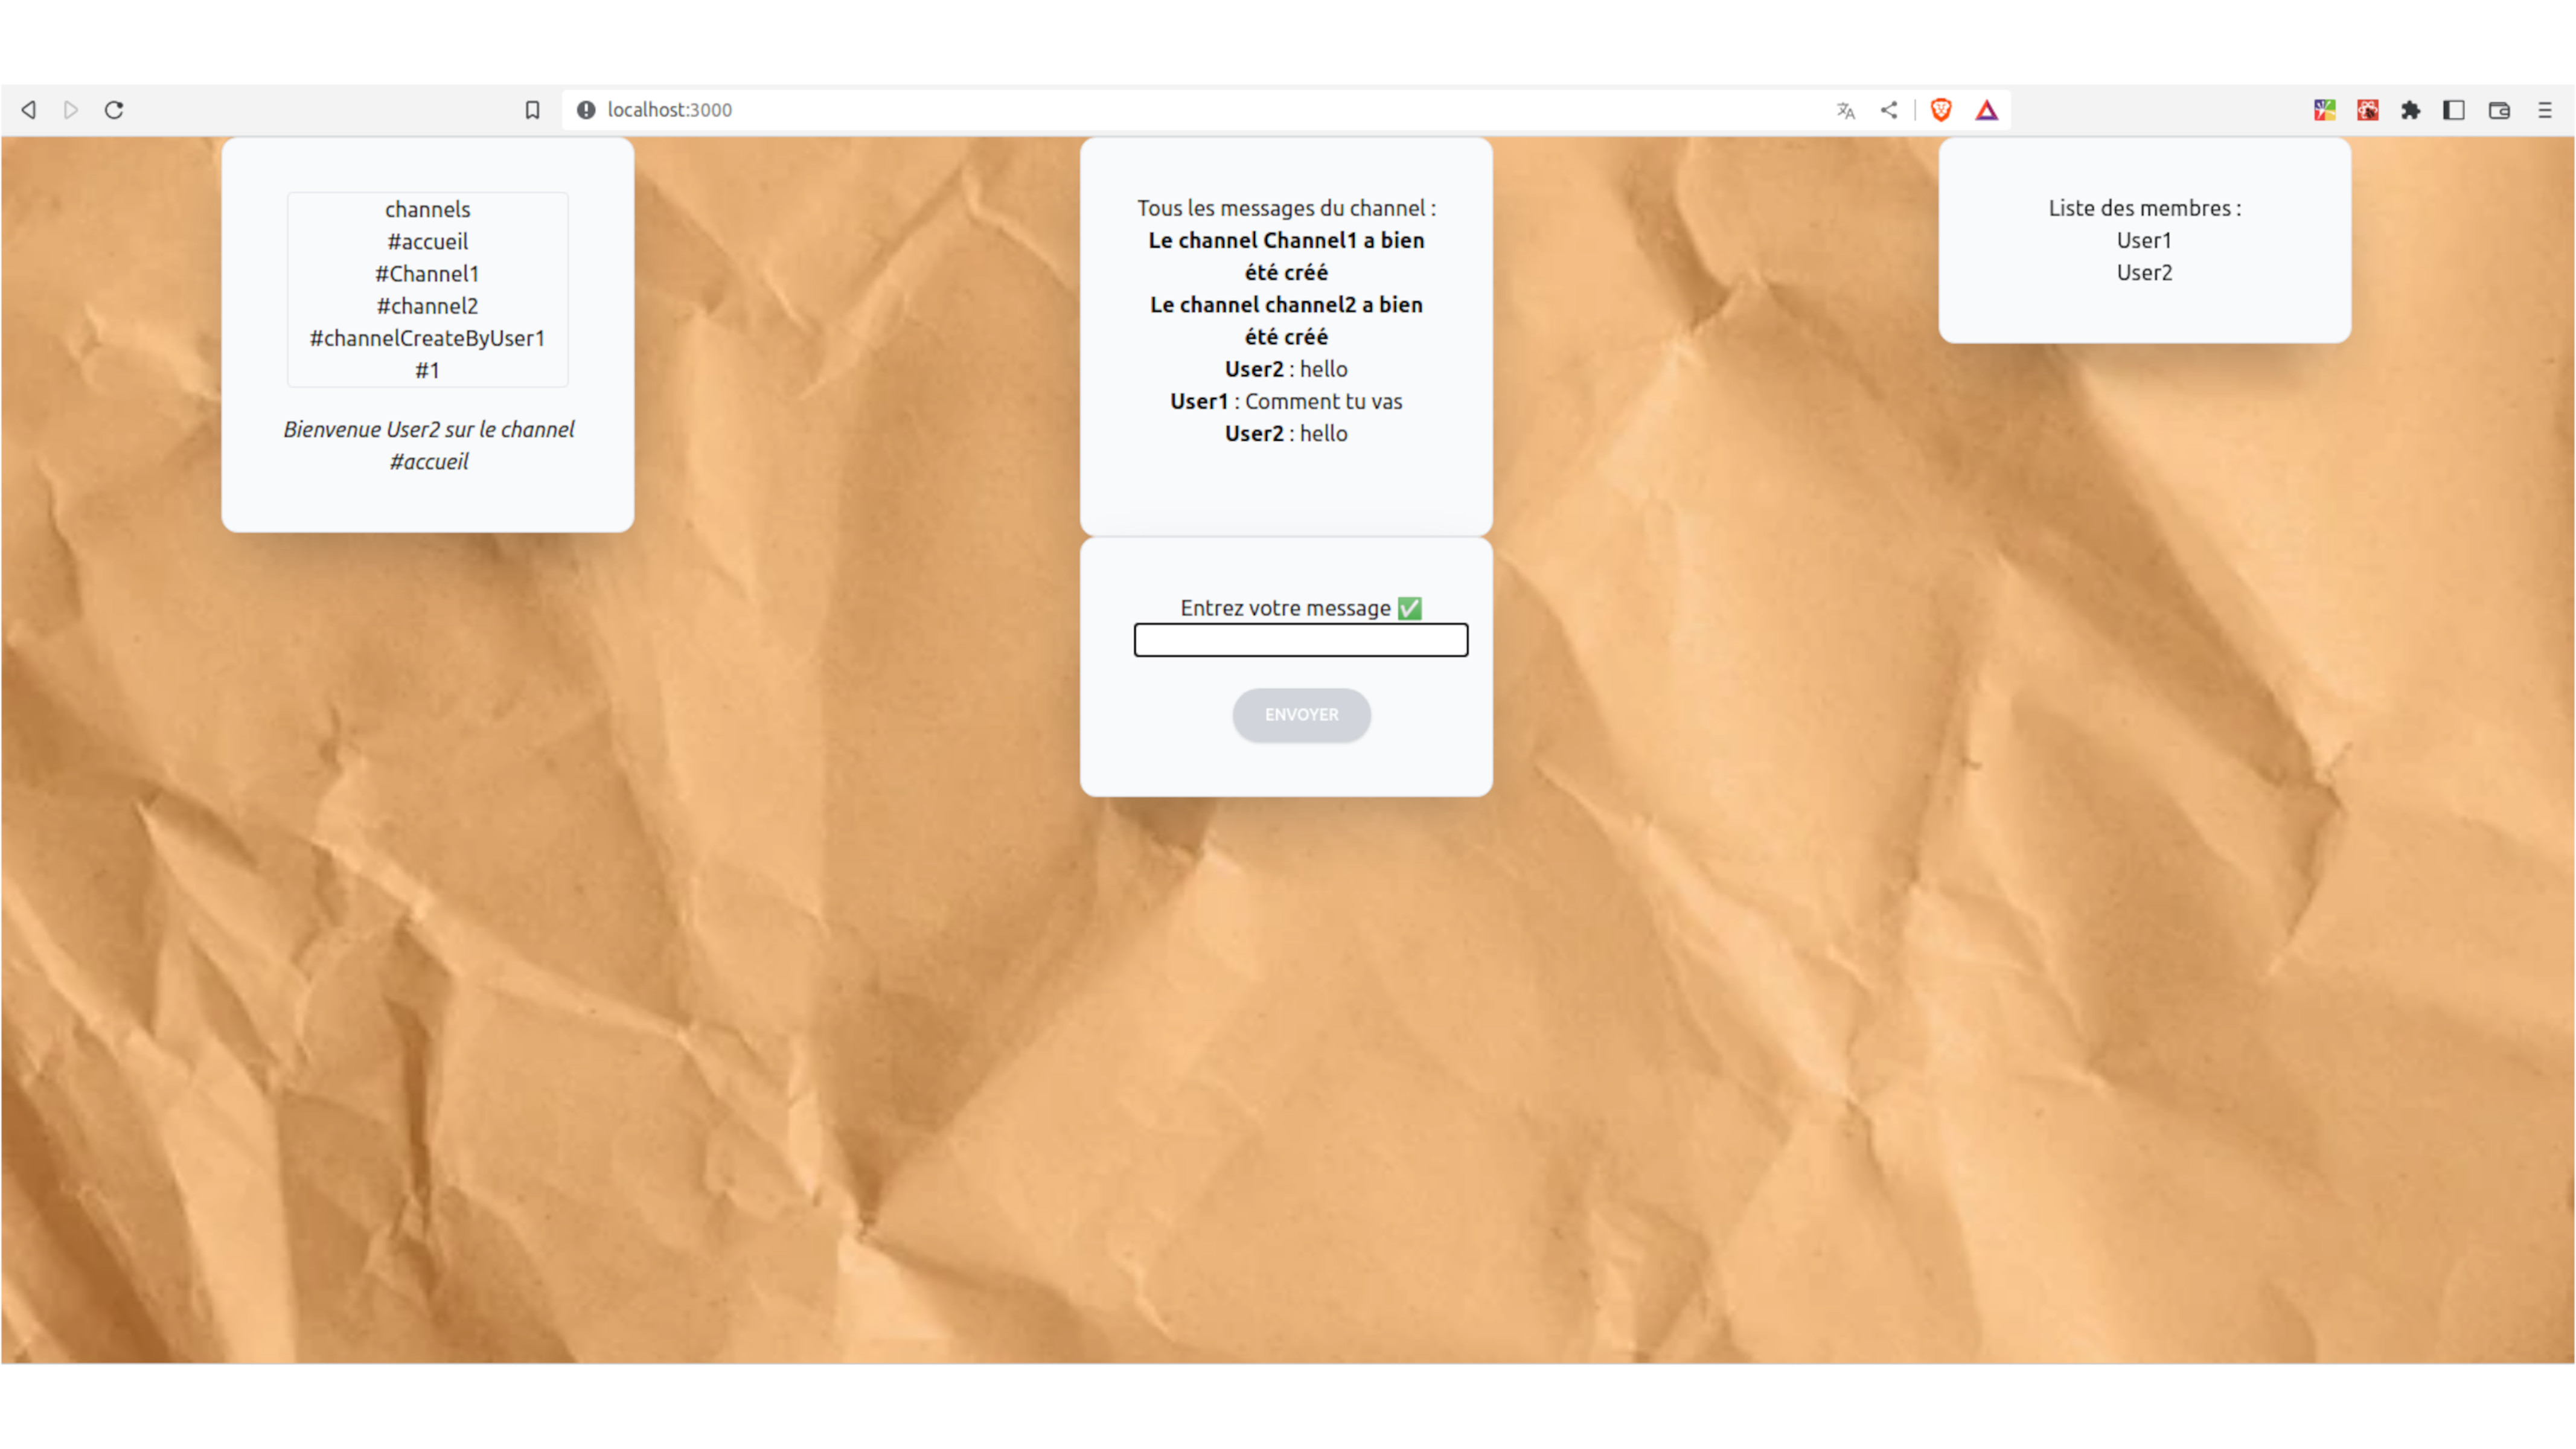 localhost:3000
channels
#accueil
#Channel1
#channel2
#channelCreateByUser1
#1
Bienvenue User2 sur le channel
#accueil
Tous les messages du channel :
Le channel Channel1 a bien
été créé
Le channel channel2 a bien
été créé
User2 : hello
User1 : Comment tu vas
User2 : hello
Entrez votre message ✅
ENVOYER
Liste des membres :
User1
User2